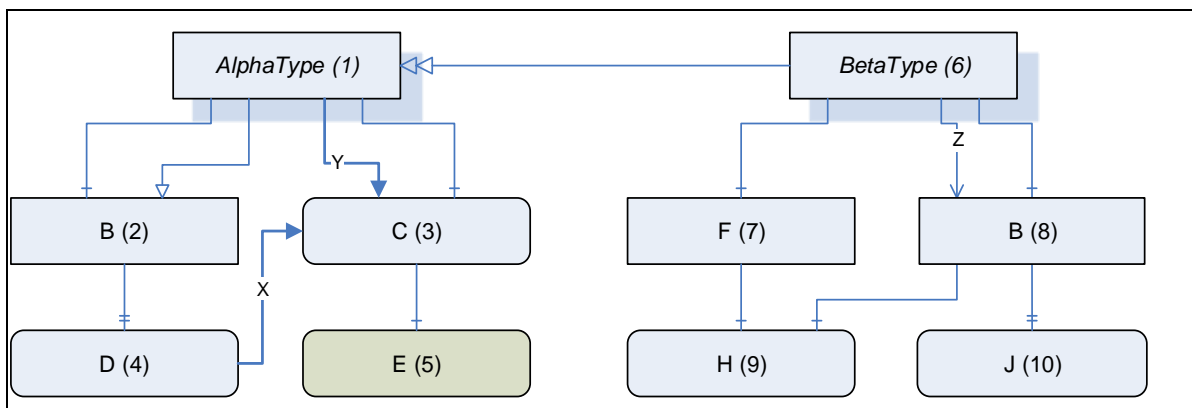 AlphaType (1)
BetaType (6)
Y
Z
B (2)
C (3)
F (7)
B (8)
X
D (4)
E (5)
H (9)
J (10)